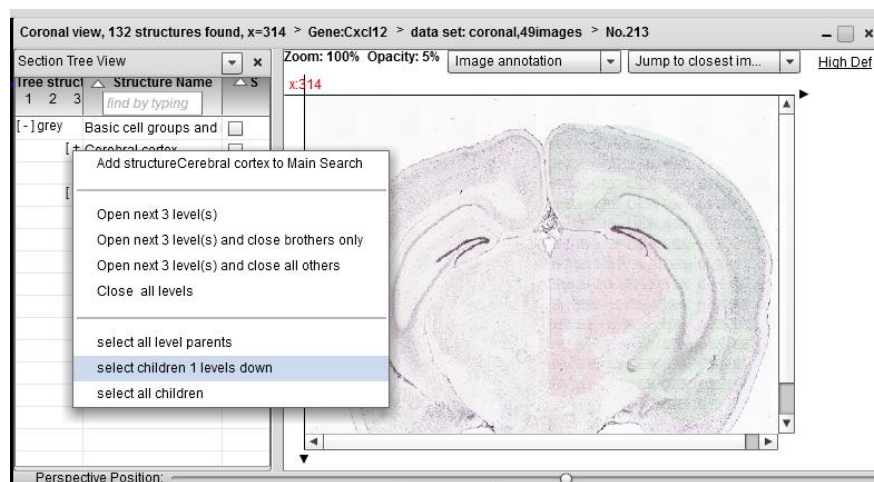 Coronal view, 132 structures found, x=314 > Gene:Cxcl12 > data set: coronal,49images > No.213
Section Tree View
Zoom: 100% Opacity: 5%
Image annotation
Jump to closest im...
High Def
Tree struct Structure Name S
1 2 3
find by typing
x:314
[-]grey Basic cell groups and
[+ Cerebral cortex
[
Add structureCerebral cortex to Main Search
Open next 3 level(s)
Open next 3 level(s) and close brothers only
Open next 3 level(s) and close all others
Close all levels
select all level parents
select children 1 levels down
select all children
Perspective Position: